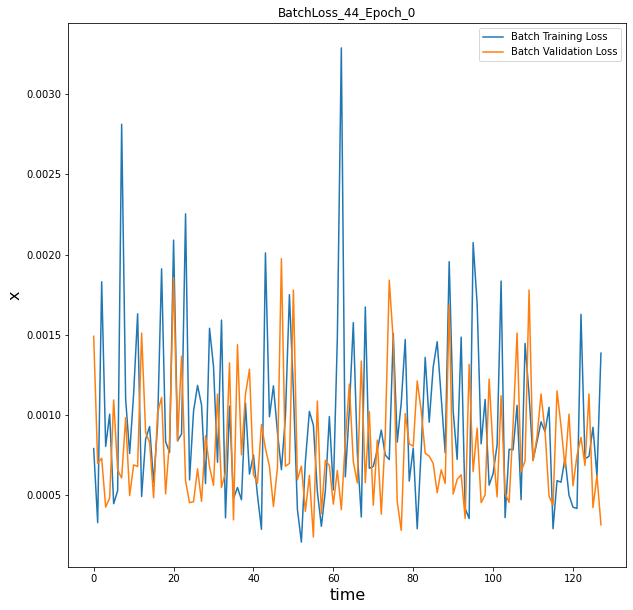 BatchLoss_44_Epoch_0
Batch Training Loss
Batch Validation Loss
0.0030
0.0025
0.0020
0.0015
0.0010
0.0005
x
0 20 40 60 80 100 120
time